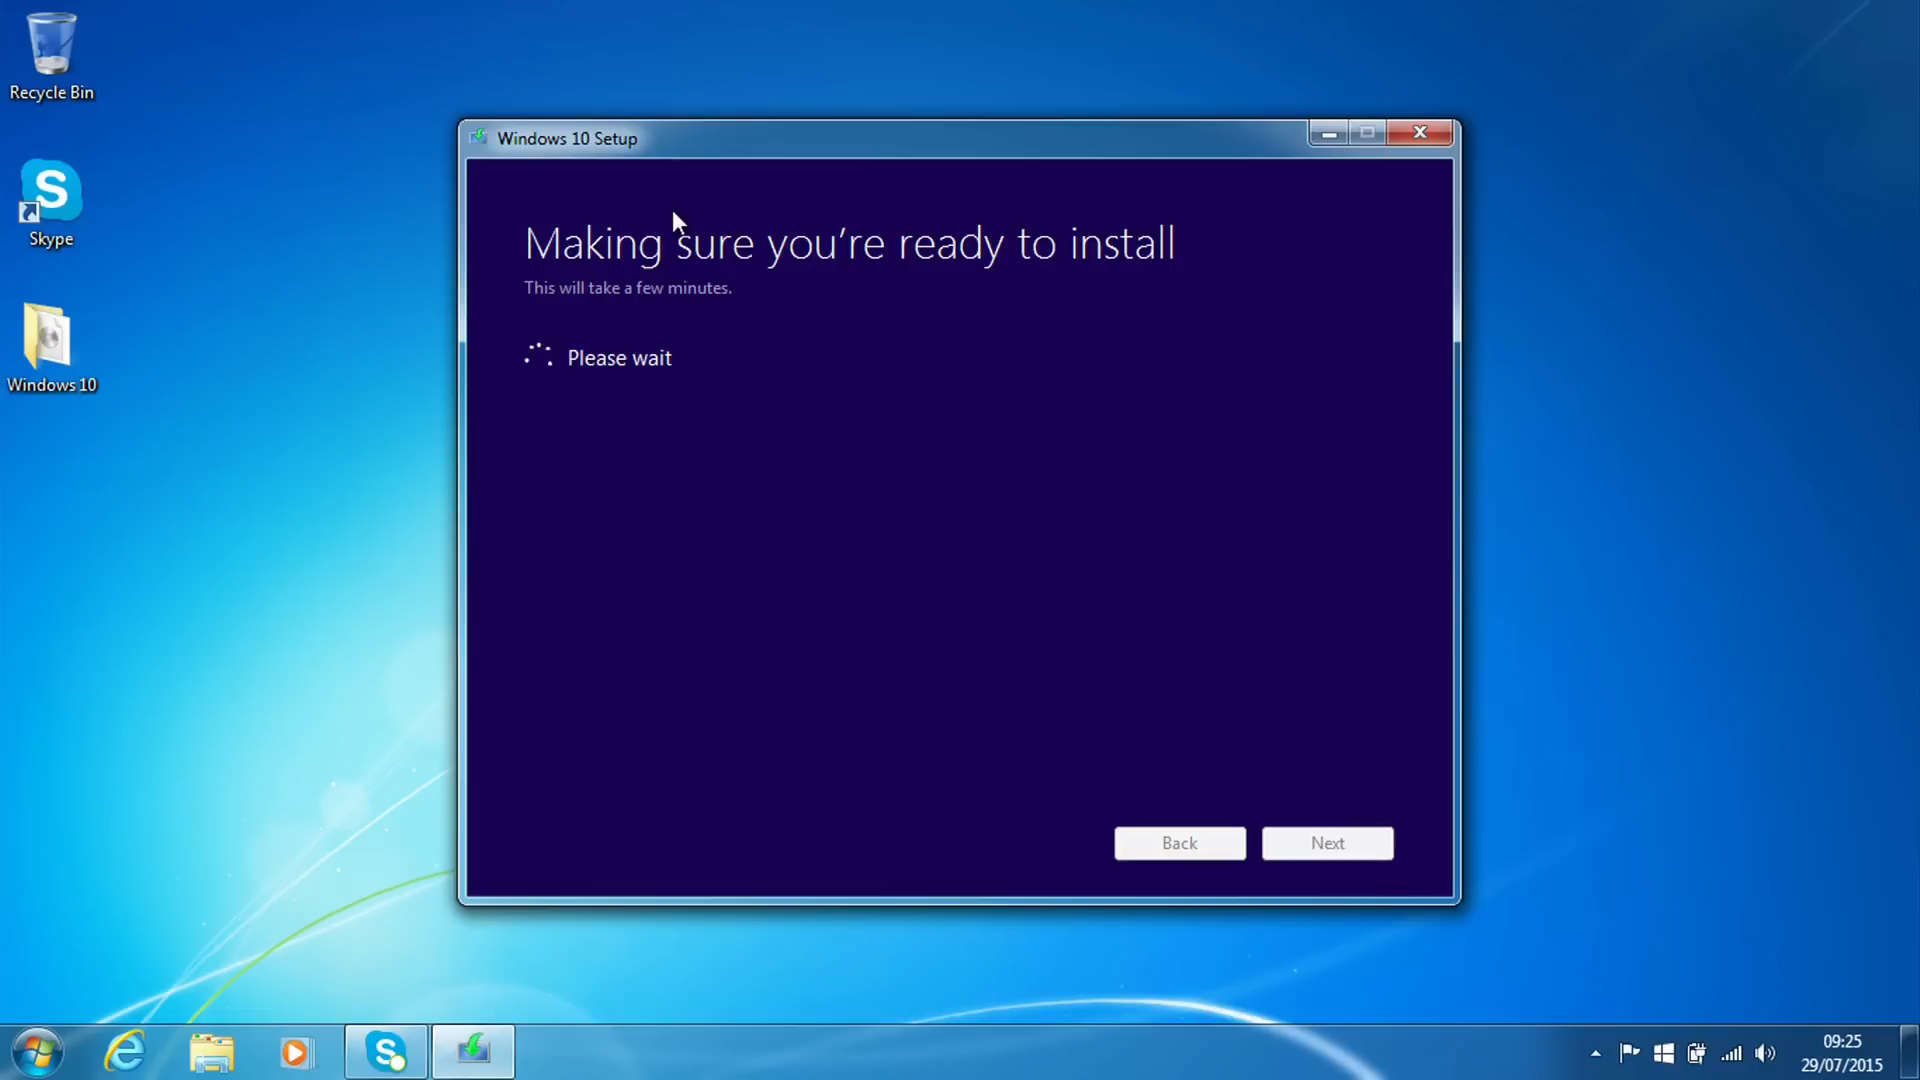 Recycle Bin
Skype
Windows 10
Windows 10 Setup
Making sure you’re ready to install
This will take a few minutes.
Please wait
Back
Next
09:25
29/07/2015